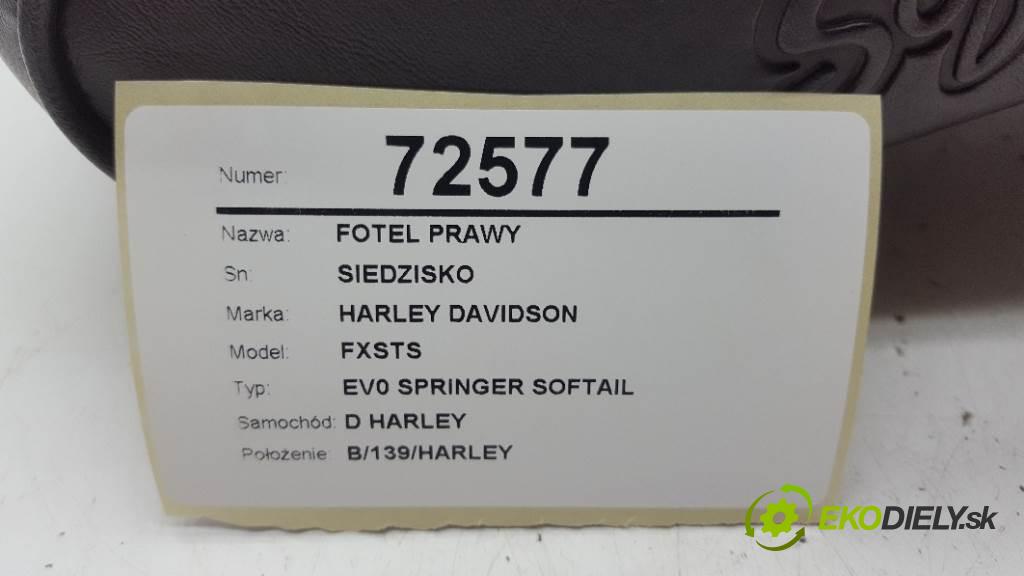 Numer: 72577
Nazwa: FOTEL PRAWY
Sn: SIEDZISKO
Marka: HARLEY DAVIDSON
Model: FXSTS
Typ: EV0 SPRINGER SOFTAIL
Samochód: D HARLEY
Położenie: B/139/HARLEY
EKODIELY.sk